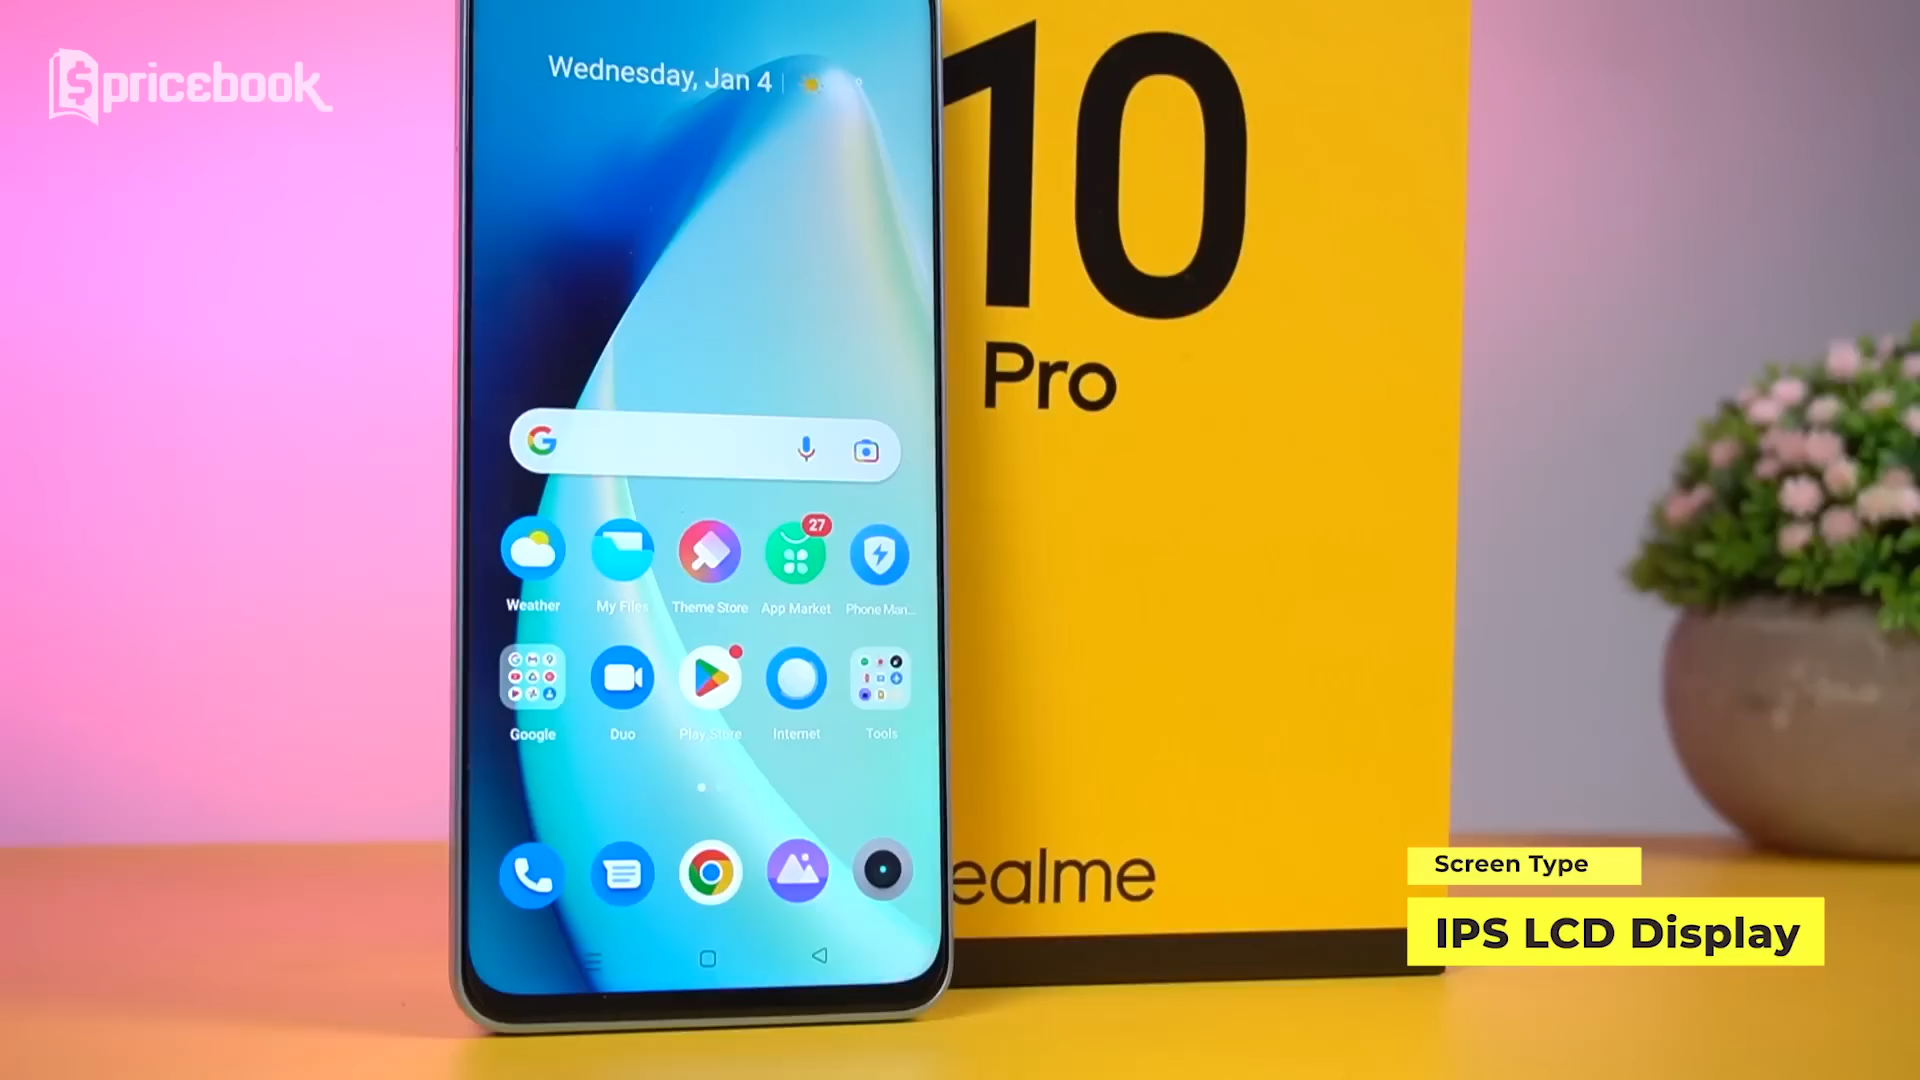 pricebook
Wednesday, Jan 4
10
Pro
27
Weather
My Files
Theme Store
App Market
Phone Man...
Google
Duo
Play Store
Internet
Tools
ealme
Screen Type
IPS LCD Display